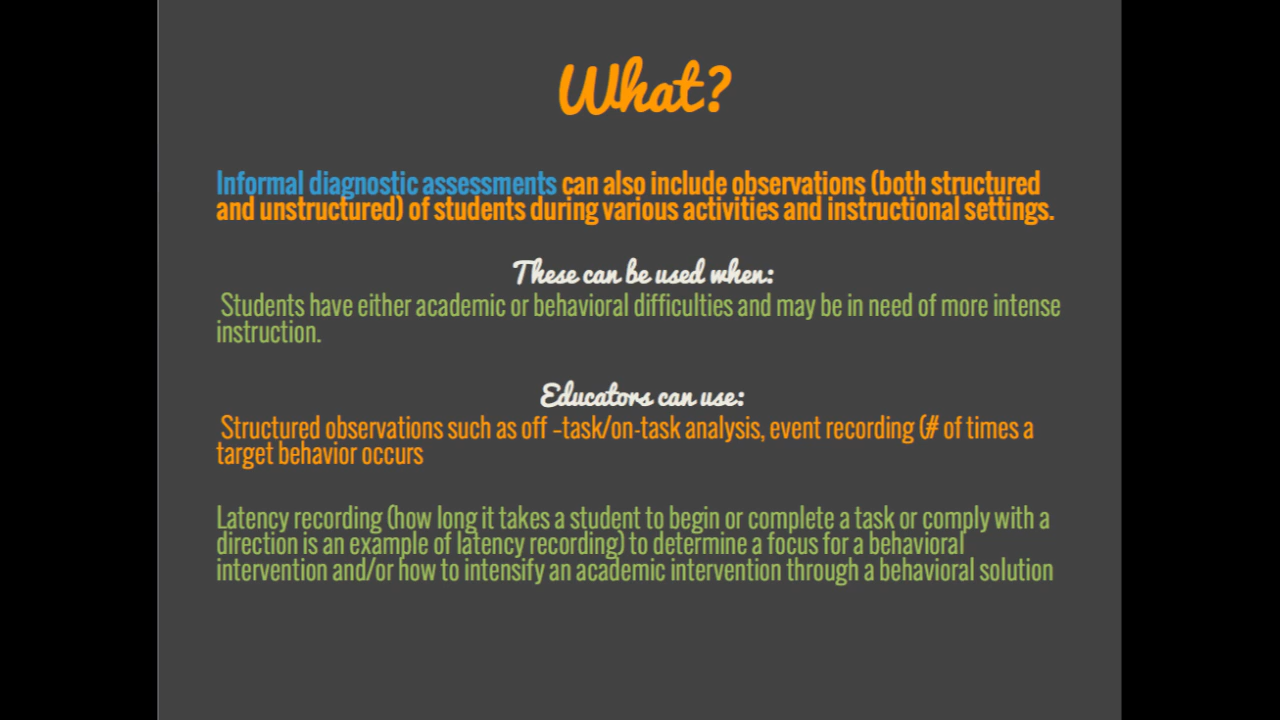 What?
Informal diagnostic assessments can also include observations (both structured
and unstructured) of students during various activities and instructional settings.
These can be used when:
Students have either academic or behavioral difficulties and may be in need of more intense
instruction.
Educators can use:
Structured observations such as off –task/on-task analysis, event recording (# of times a
target behavior occurs
Latency recording (how long it takes a student to begin or complete a task or comply with a
direction is an example of latency recording) to determine a focus for a behavioral
intervention and/or how to intensify an academic intervention through a behavioral solution